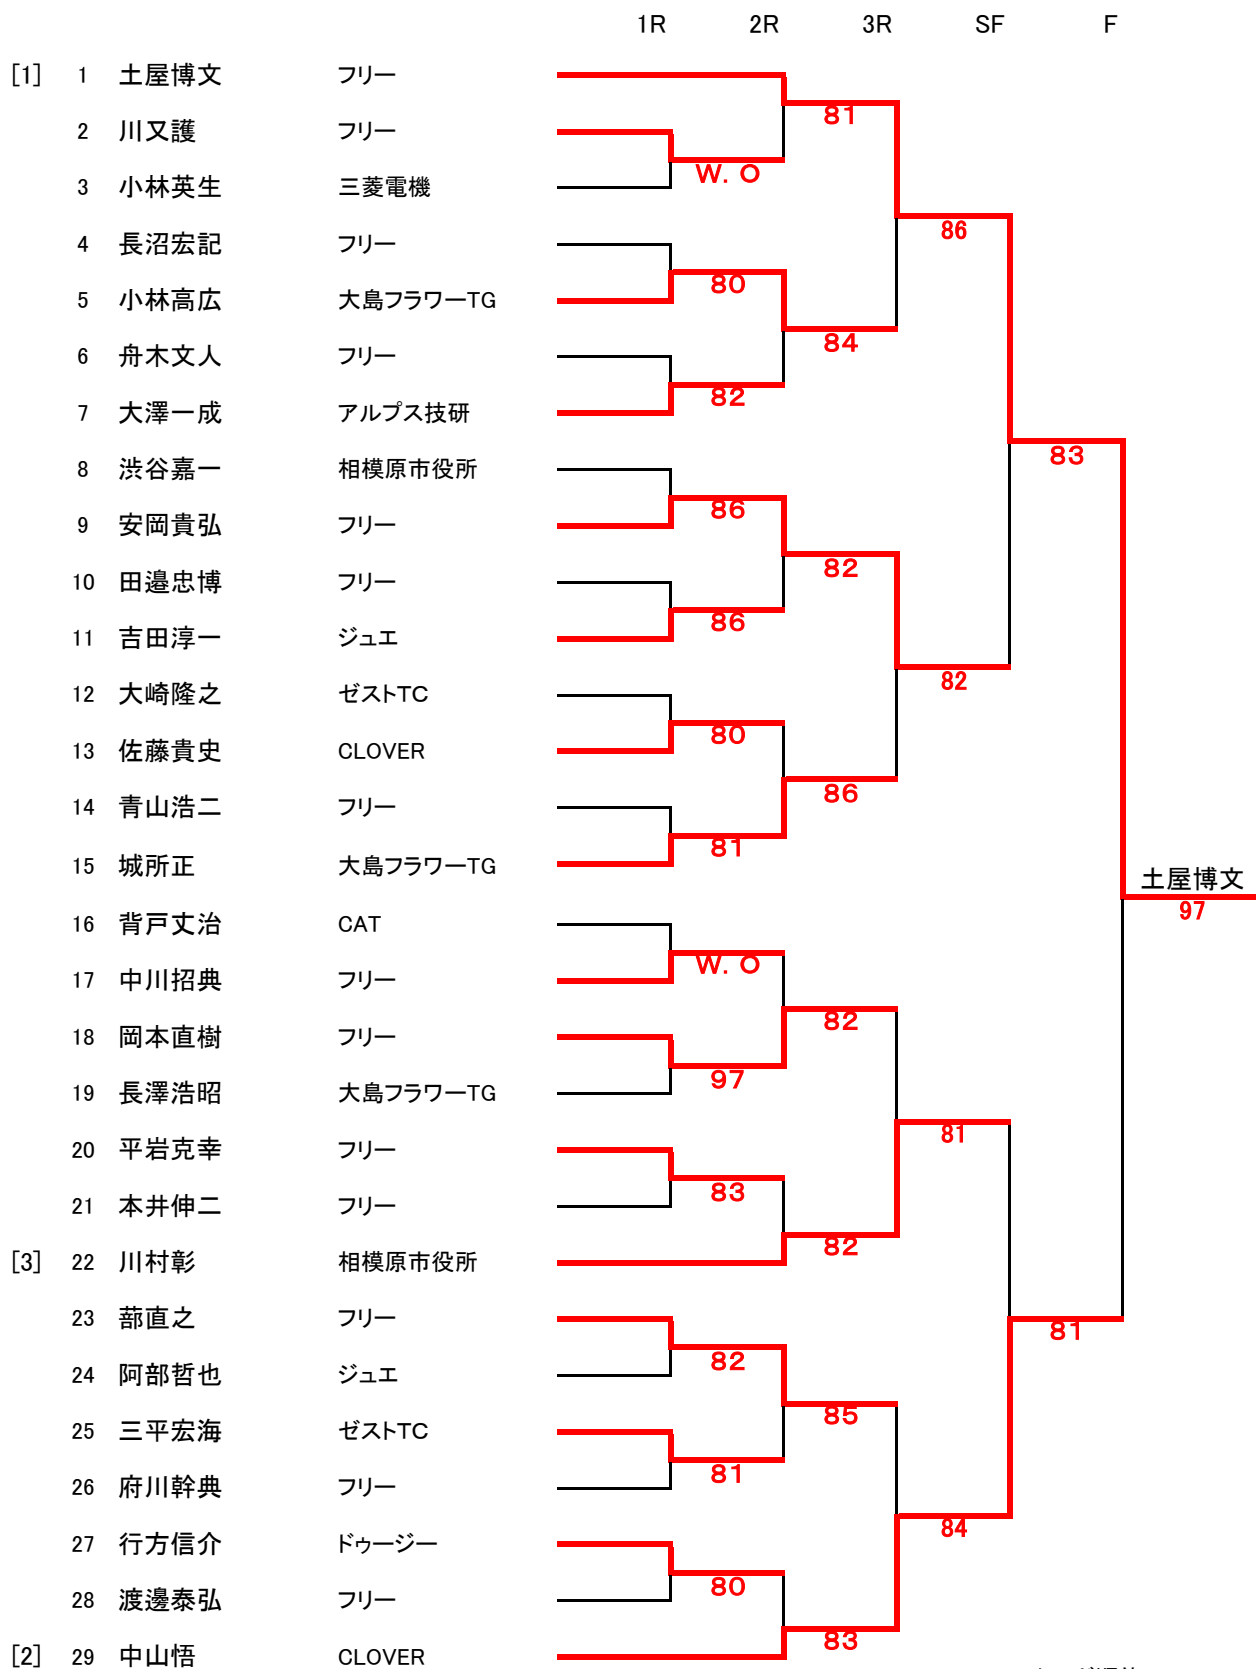 1R 2R 3R SF F
[1] 1 土屋博文 フリー
81
2 川又護 フリー
W. O
3 小林英生 三菱電機
86
4 長沼宏記 フリー
80
5 小林高広 大島フラワーTG
84
6 舟木文人 フリー
82
7 大澤一成 アルプス技研
83
8 渋谷嘉一 相模原市役所
86
9 安岡貴弘 フリー
82
10 田邉忠博 フリー
86
11 吉田淳一 ジュエ
82
12 大崎隆之 ゼストTC
80
13 佐藤貴史 CLOVER
86
14 青山浩二 フリー
81
15 城所正 大島フラワーTG
土屋博文
97
16 背戸丈治 CAT
W. O
17 中川招典 フリー
82
18 岡本直樹 フリー
97
19 長澤浩昭 大島フラワーTG
81
20 平岩克幸 フリー
83
21 本井伸二 フリー
82
[3] 22 川村彰 相模原市役所
23 蔀直之 フリー
81
82
24 阿部哲也 ジュエ
85
25 三平宏海 ゼストTC
81
26 府川幹典 フリー
84
27 行方信介 ドゥージー
80
28 渡邊泰弘 フリー
83
[2] 29 中山悟 CLOVER